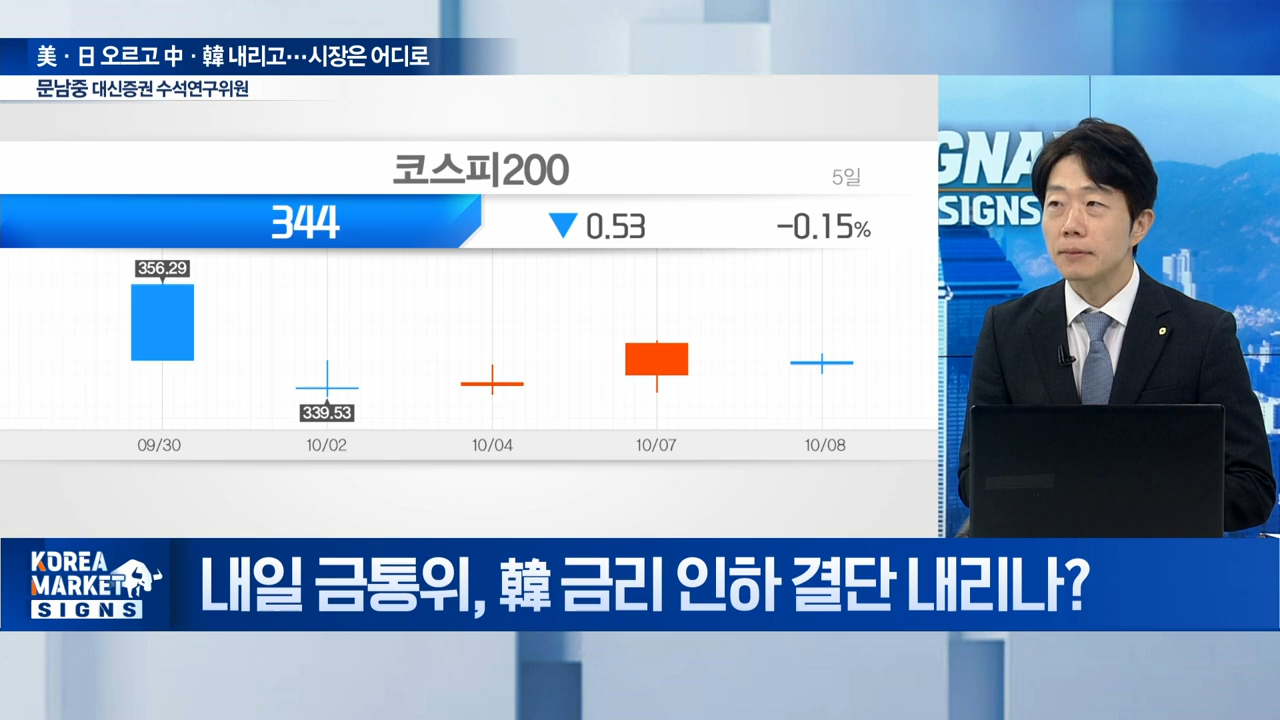 美·日 오르고 中·韓 내리고…시장은 어디로
문남중 대신증권 수석연구위원
코스피200
5일
344 ▼ 0.53 -0.15%
356.29
339.53
09/30 10/02 10/04 10/07 10/08
GNA
SIGNS
KOREA
MARKET
SIGNS
내일 금통위, 韓 금리 인하 결단 내리나?